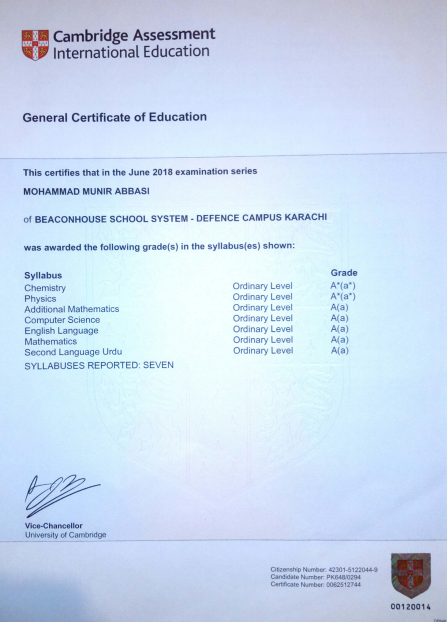 Cambridge Assessment
International Education
General Certificate of Education
This certifies that in the June 2018 examination series
MOHAMMAD MUNIR ABBASI
of BEACONHOUSE SCHOOL SYSTEM - DEFENCE CAMPUS KARACHI
was awarded the following grade(s) in the syllabus(es) shown:
Syllabus Grade
Chemistry Ordinary Level A*(a*)
Physics Ordinary Level A*(a*)
Additional Mathematics Ordinary Level A(a)
Computer Science Ordinary Level A(a)
English Language Ordinary Level A(a)
Mathematics Ordinary Level A(a)
Second Language Urdu Ordinary Level A(a)
SYLLABUSES REPORTED: SEVEN
Vice-Chancellor
University of Cambridge
Citizenship Number: 42301-5122044-9
Candidate Number: PK648/0294
Certificate Number: 0062512744
00120014